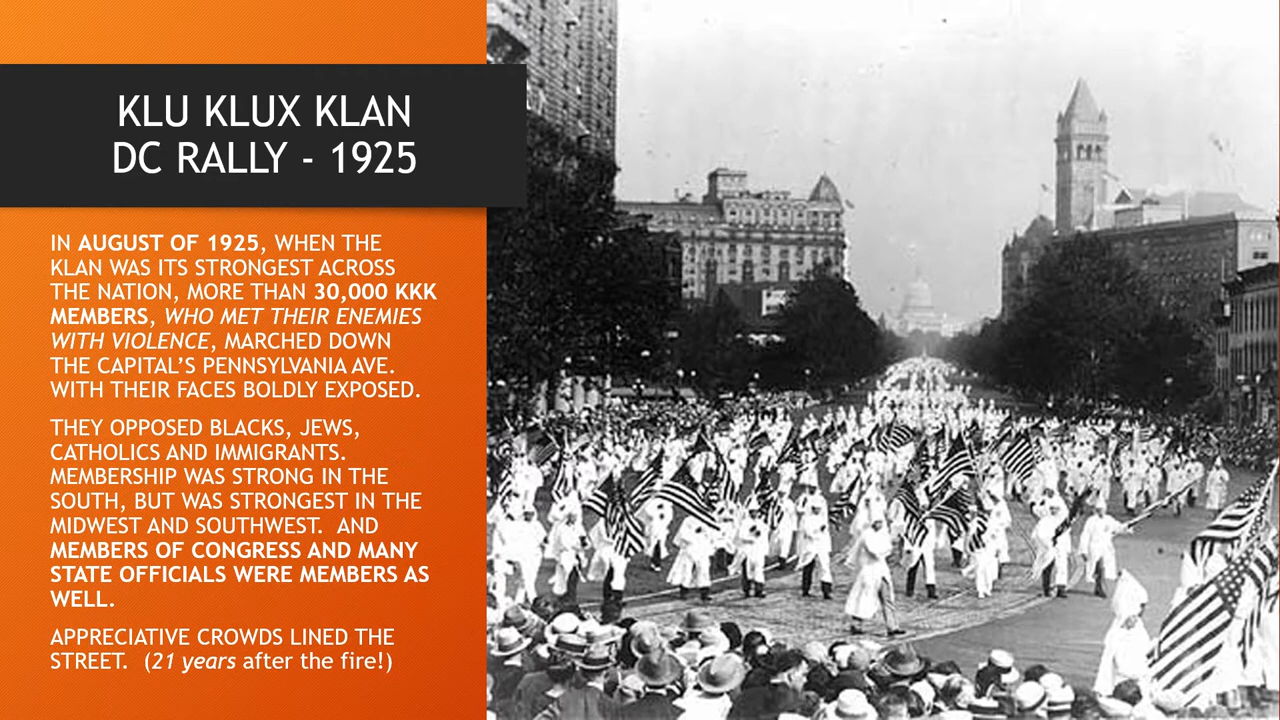 KLU KLUX KLAN
DC RALLY - 1925
IN AUGUST OF 1925, WHEN THE
KLAN WAS ITS STRONGEST ACROSS
THE NATION, MORE THAN 30,000 KKK
MEMBERS, WHO MET THEIR ENEMIES
WITH VIOLENCE, MARCHED DOWN
THE CAPITAL’S PENNSYLVANIA AVE.
WITH THEIR FACES BOLDLY EXPOSED.
THEY OPPOSED BLACKS, JEWS,
CATHOLICS AND IMMIGRANTS.
MEMBERSHIP WAS STRONG IN THE
SOUTH, BUT WAS STRONGEST IN THE
MIDWEST AND SOUTHWEST.  AND
MEMBERS OF CONGRESS AND MANY
STATE OFFICIALS WERE MEMBERS AS
WELL.
APPRECIATIVE CROWDS LINED THE
STREET.  (21 years after the fire!)